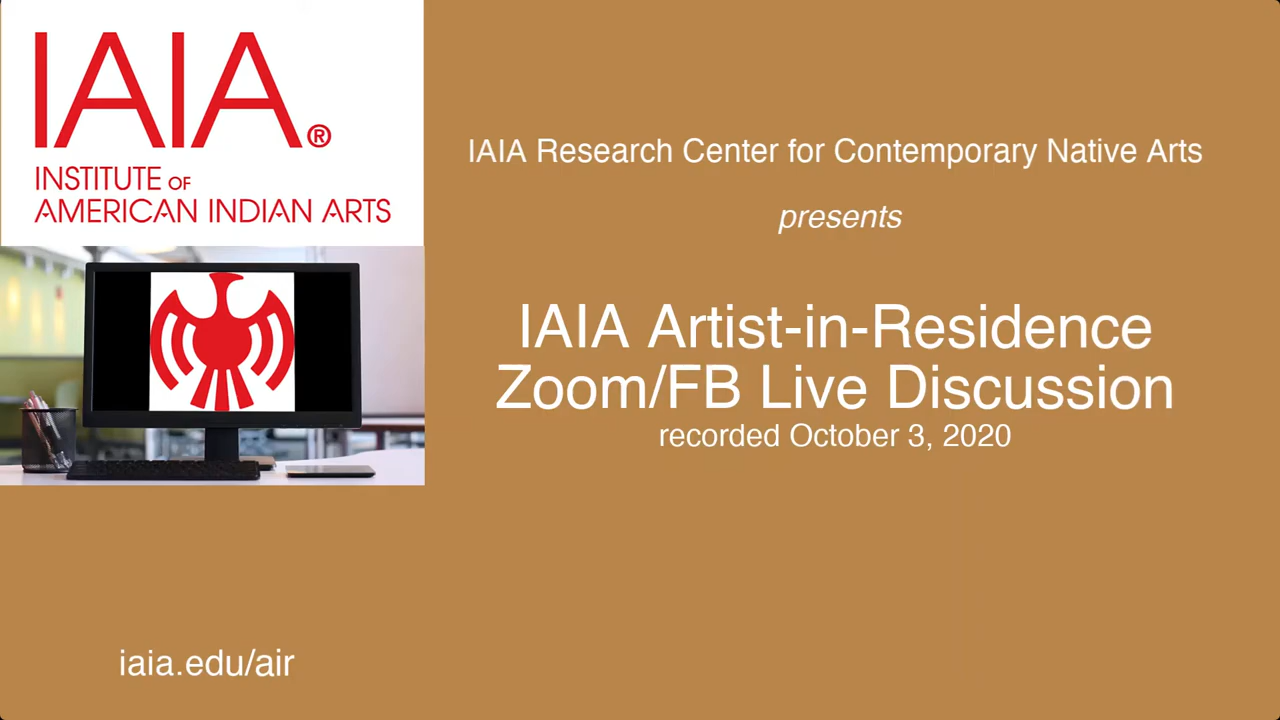 IAIA®
INSTITUTE OF
AMERICAN INDIAN ARTS
IAIA Research Center for Contemporary Native Arts
presents
IAIA Artist-in-Residence
Zoom/FB Live Discussion
recorded October 3, 2020
iaia.edu/air